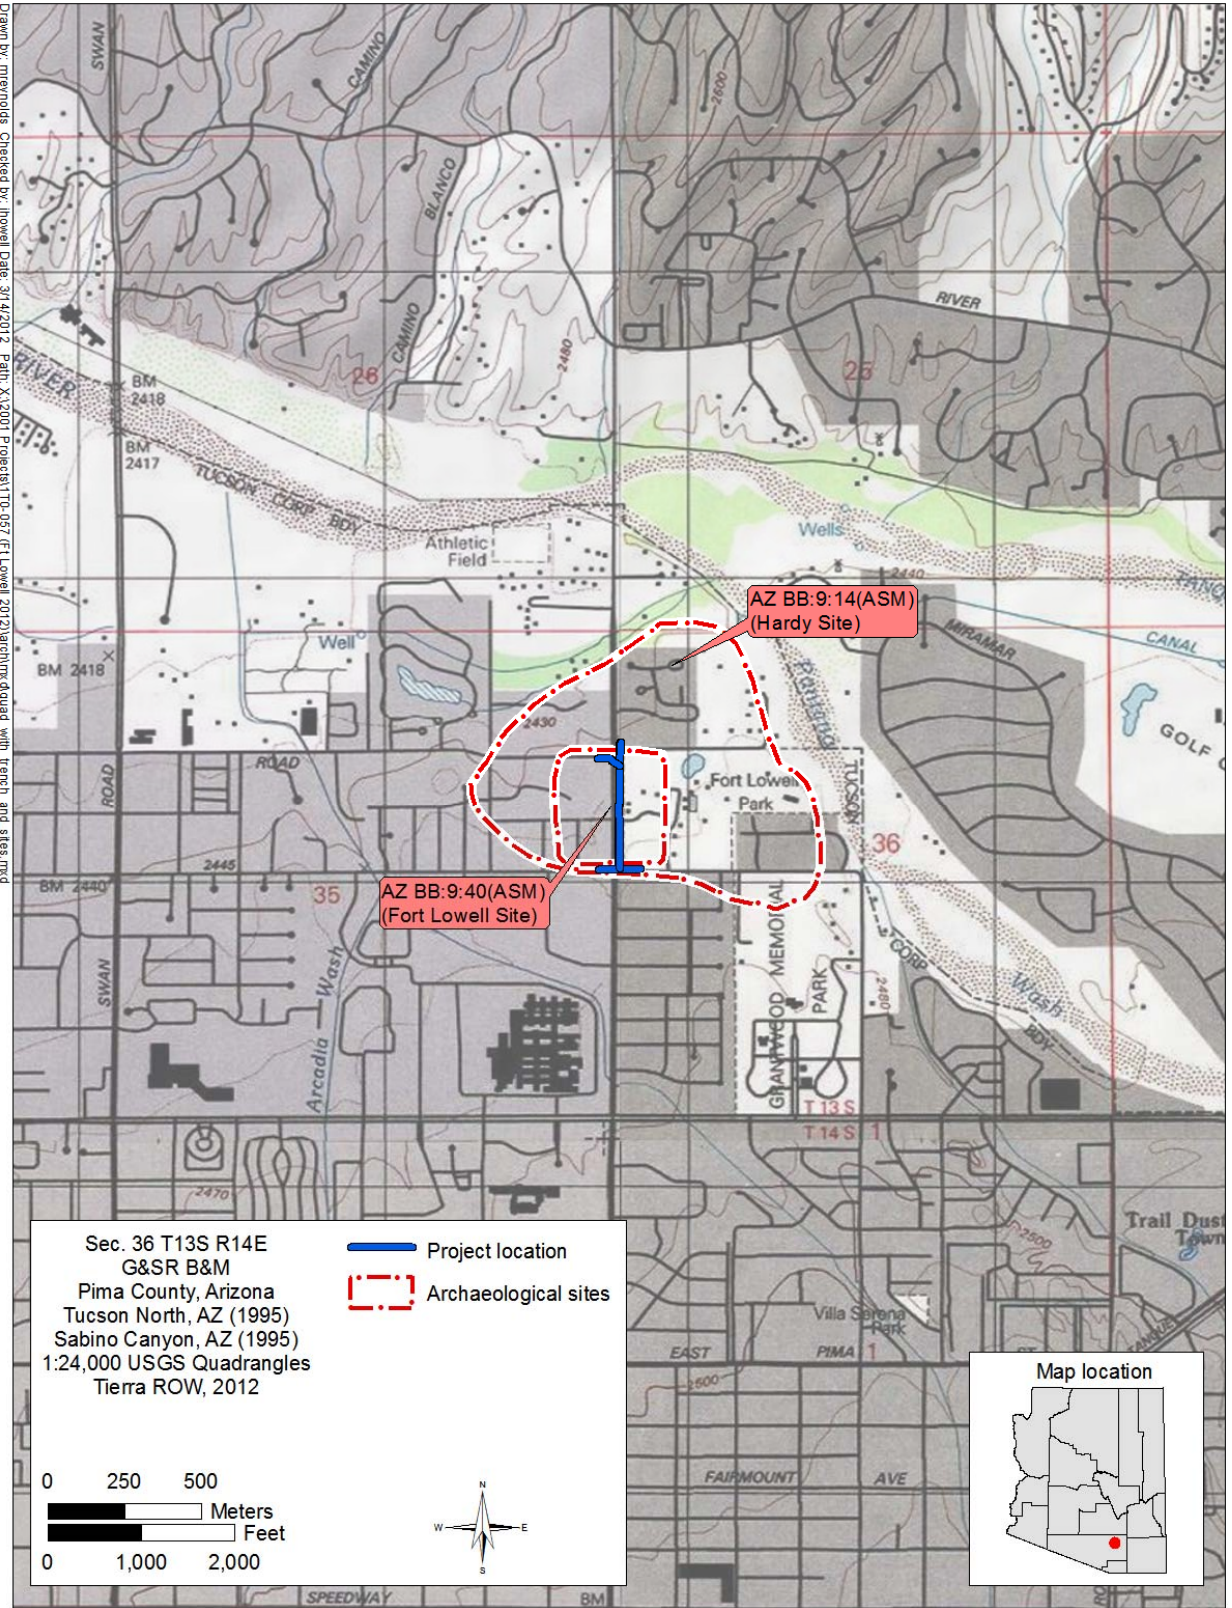 Drawn by: mreynolds Checked by: jhowell Date: 3/14/2012 Path: X:\2001 Projects\1T0-057 (Ft Lowell 2012)\arch\mxd\quad_with_trench_and_sites.mxd
SWAN
CAMINO
2600
BLANCO
CAMINO
2480
RIVER
26
25
RIVER
BM
2418
BM
2417
TUCSON CORP BDY
Athletic
Field
Wells
2440
CANAL
MIRAMAR
Well
BM 2418
AZ BB:9:14(ASM)
(Hardy Site)
Pantano
GOLF
2430
ROAD
ROAD
Fort Lowell
Park
TUCSON
36
2445
BM 2440
35
AZ BB:9:40(ASM)
(Fort Lowell Site)
SWAN
Arcadia Wash
GRANTWOOD MEMORIAL
PARK
2480
CORP
BDY
Wash
T 13 S
T 14 S 1
2470
2500
Trail Dust
Town
Villa Serena
Park
EAST PIMA 1 ST
TANQUE
2500
FAIRMOUNT AVE
SPEEDWAY
BM
Sec. 36 T13S R14E
G&SR B&M
Pima County, Arizona
Tucson North, AZ (1995)
Sabino Canyon, AZ (1995)
1:24,000 USGS Quadrangles
Tierra ROW, 2012
Project location
Archaeological sites
0 250 500
Meters
Feet
0 1,000 2,000
N
W E
S
Map location